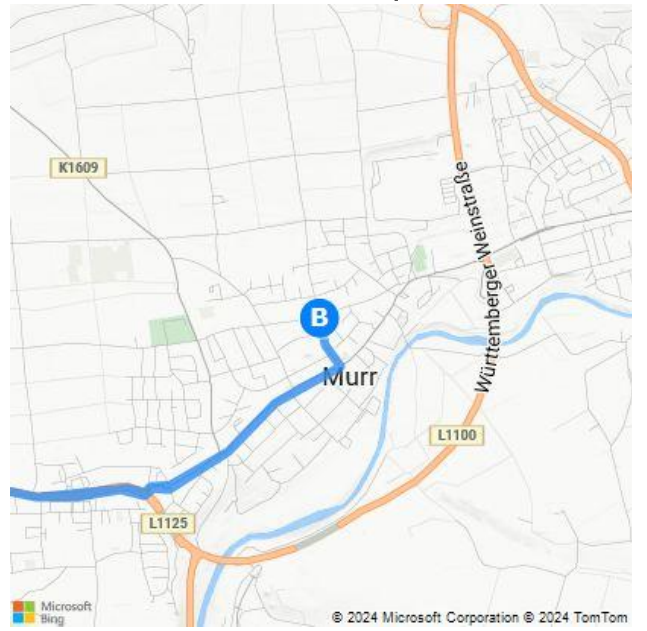 K1609
Württemberger Weinstraße
B
Murr
L1100
L1125
Microsoft
Bing
© 2024 Microsoft Corporation © 2024 TomTom